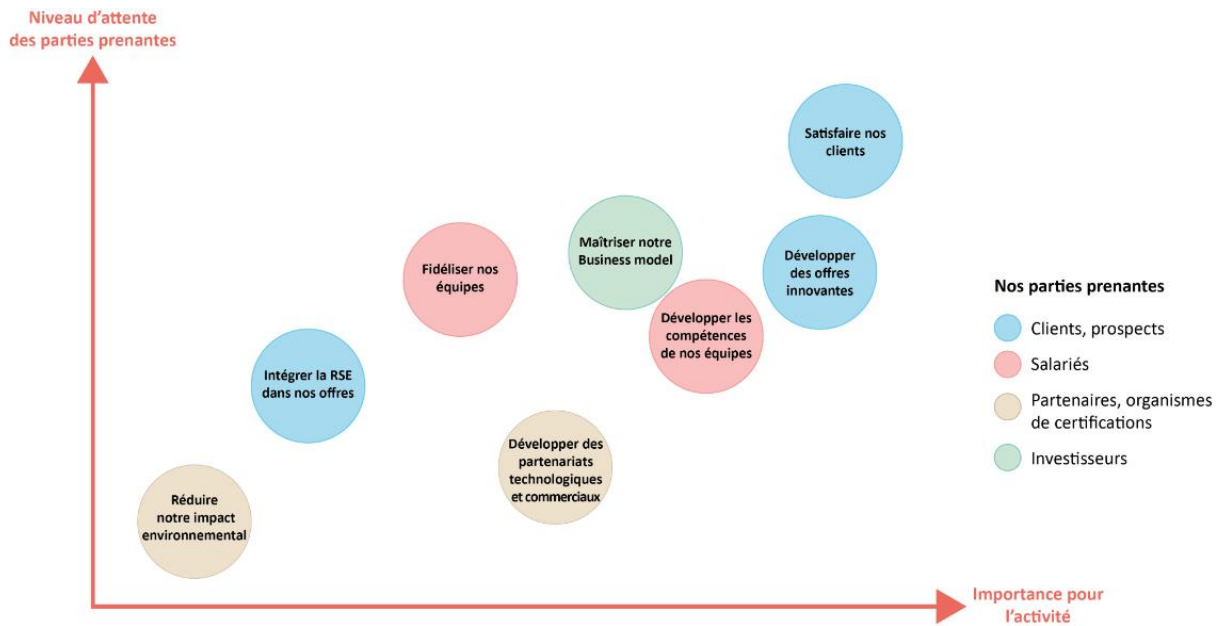 Niveau d'attente
des parties prenantes
Satisfaire nos
clients
Maîtriser notre
Business model
Développer
des offres
innovantes
Fidéliser nos
équipes
Développer les
compétences
de nos équipes
Intégrer la RSE
dans nos offres
Développer des
partenariats
technologiques
et commerciaux
Réduire
notre impact
environnemental
Nos parties prenantes
Clients, prospects
Salariés
Partenaires, organismes
de certifications
Investisseurs
Importance pour
l'activité